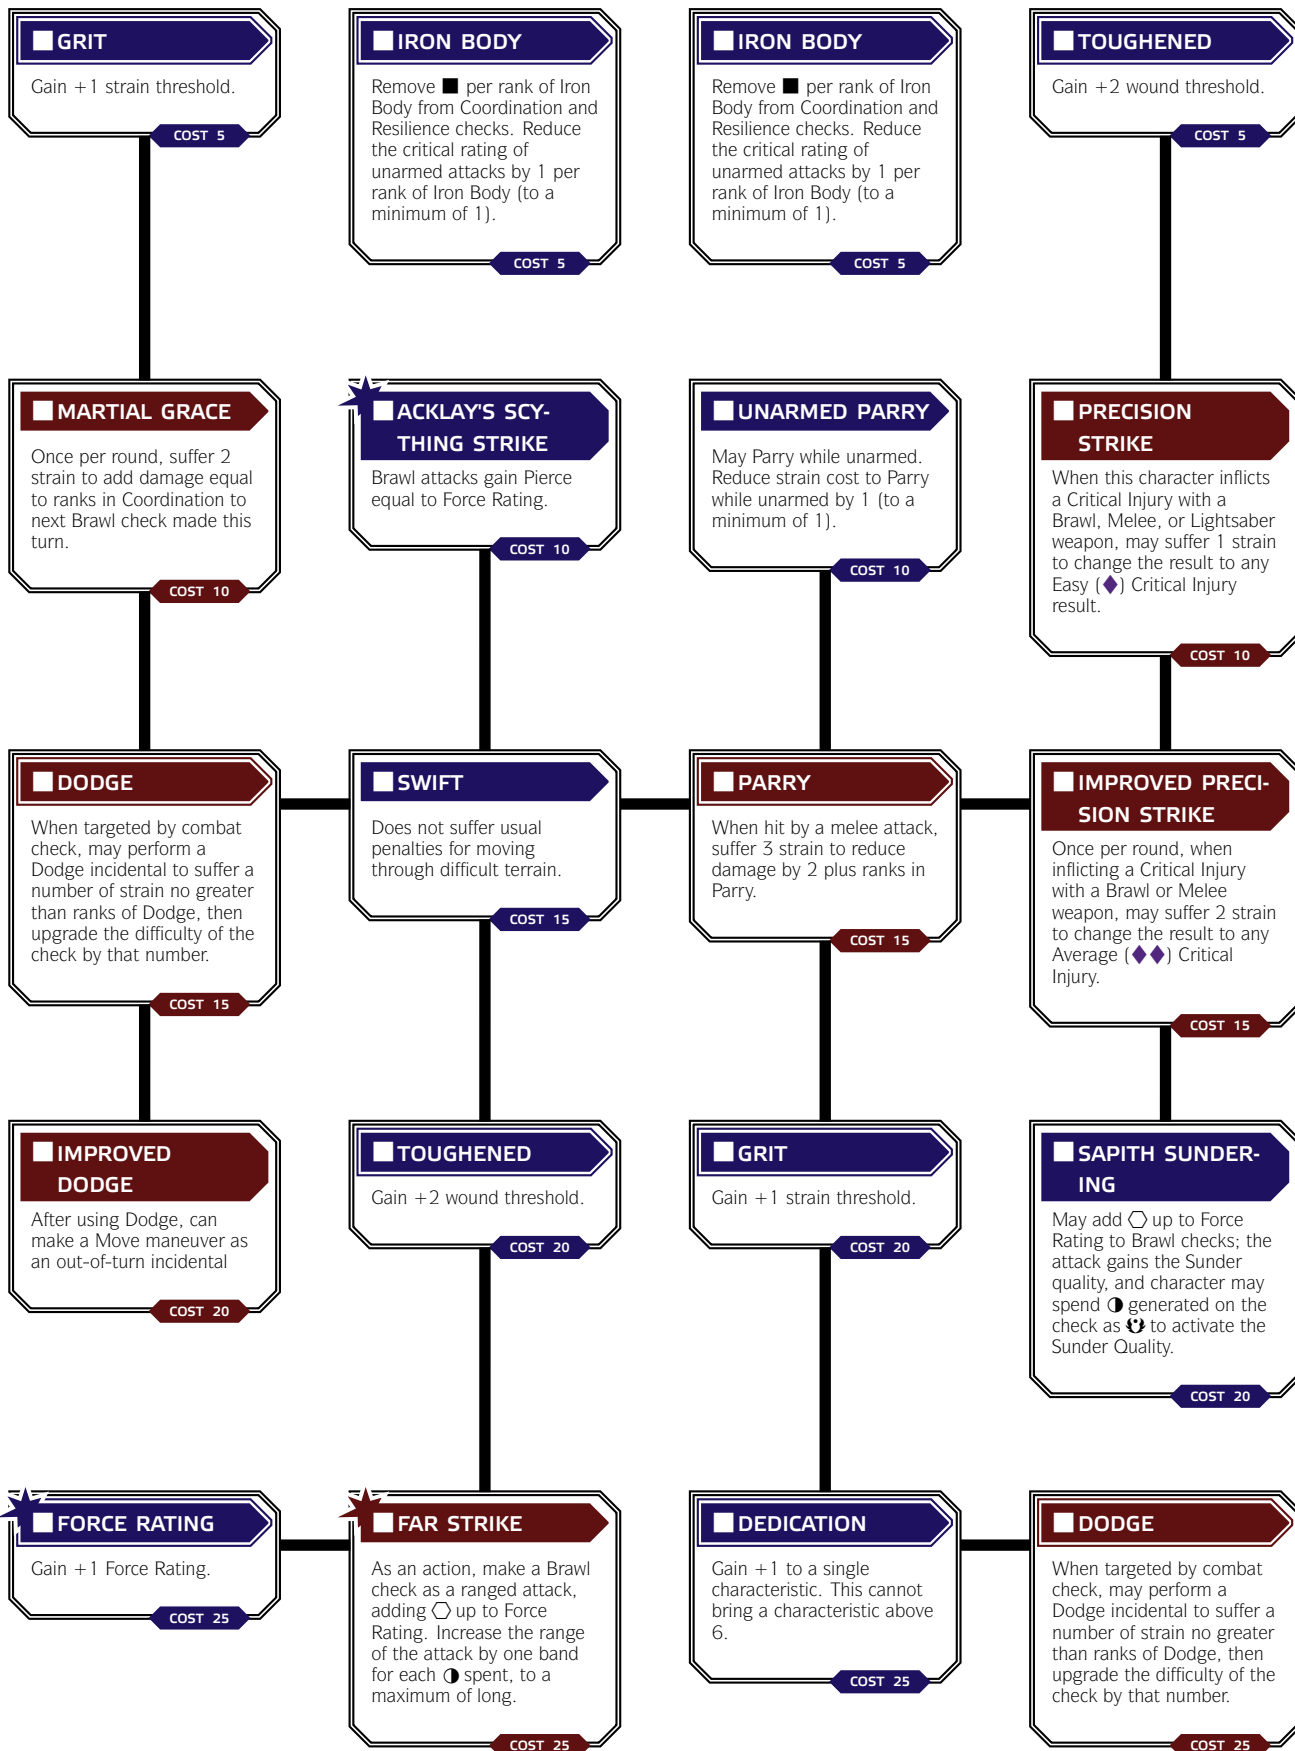 GRIT
Gain +1 strain threshold.
COST 5
IRON BODY
Remove ■ per rank of Iron
Body from Coordination and
Resilience checks. Reduce
the critical rating of
unarmed attacks by 1 per
rank of Iron Body (to a
minimum of 1).
COST 5
IRON BODY
Remove ■ per rank of Iron
Body from Coordination and
Resilience checks. Reduce
the critical rating of
unarmed attacks by 1 per
rank of Iron Body (to a
minimum of 1).
COST 5
TOUGHENED
Gain +2 wound threshold.
COST 5
MARTIAL GRACE
Once per round, suffer 2
strain to add damage equal
to ranks in Coordination to
next Brawl check made this
turn.
COST 10
ACKLAY'S SCY-
THING STRIKE
Brawl attacks gain Pierce
equal to Force Rating.
COST 10
UNARMED PARRY
May Parry while unarmed.
Reduce strain cost to Parry
while unarmed by 1 (to a
minimum of 1).
COST 10
PRECISION
STRIKE
When this character inflicts
a Critical Injury with a
Brawl, Melee, or Lightsaber
weapon, may suffer 1 strain
to change the result to any
Easy (♦) Critical Injury
result.
COST 10
DODGE
When targeted by combat
check, may perform a
Dodge incidental to suffer a
number of strain no greater
than ranks of Dodge, then
upgrade the difficulty of the
check by that number.
COST 15
SWIFT
Does not suffer usual
penalties for moving
through difficult terrain.
COST 15
PARRY
When hit by a melee attack,
suffer 3 strain to reduce
damage by 2 plus ranks in
Parry.
COST 15
IMPROVED PRECI-
SION STRIKE
Once per round, when
inflicting a Critical Injury
with a Brawl or Melee
weapon, may suffer 2 strain
to change the result to any
Average (♦♦) Critical
Injury.
COST 15
IMPROVED
DODGE
After using Dodge, can
make a Move maneuver as
an out-of-turn incidental
COST 20
TOUGHENED
Gain +2 wound threshold.
COST 20
GRIT
Gain +1 strain threshold.
COST 20
SAPITH SUNDER-
ING
May add ⬡ up to Force
Rating to Brawl checks; the
attack gains the Sunder
quality, and character may
spend ◑ generated on the
check as to activate the
Sunder Quality.
COST 20
FORCE RATING
Gain +1 Force Rating.
COST 25
FAR STRIKE
As an action, make a Brawl
check as a ranged attack,
adding ⬡ up to Force
Rating. Increase the range
of the attack by one band
for each ◑ spent, to a
maximum of long.
COST 25
DEDICATION
Gain +1 to a single
characteristic. This cannot
bring a characteristic above
6.
COST 25
DODGE
When targeted by combat
check, may perform a
Dodge incidental to suffer a
number of strain no greater
than ranks of Dodge, then
upgrade the difficulty of the
check by that number.
COST 25